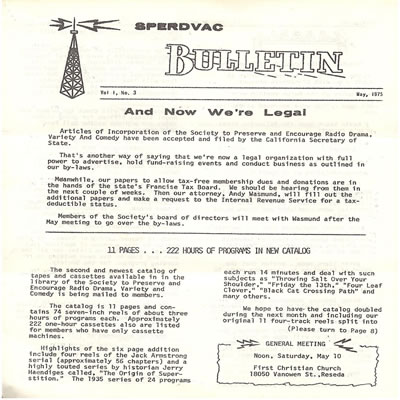 SPERDVAC
BULLETIN
Vol 1, No. 3
May, 1975
And Now We're Legal
Articles of Incorporation of the Society to Preserve and Encourage Radio Drama,
Variety And Comedy have been accepted and filed by the California Secretary of
State.
That's another way of saying that we're now a legal organization with full
power to advertise, hold fund-raising events and conduct business as outlined in
our by-laws.
Meanwhile, our papers to allow tax-free membership dues and donations are in
the hands of the state's Francise Tax Board. We should be hearing from them in
the next couple of weeks. Then our attorney, Andy Wasmund, will fill out the
additional papers and make a request to the Internal Revenue Service for a tax-
deductible status.
Members of the Society's board of directors will meet with Wasmund after the
May meeting to go over the by-laws.
11 PAGES . . . . 222 HOURS OF PROGRAMS IN NEW CATALOG
The second and newest catalog of
tapes and cassettes available in in the
library of the Society to Preserve and
Encourage Radio Drama, Variety and
Comedy is being mailed to members.
The catalog is 11 pages and con-
tains 74 seven-inch reels of about three
hours of programs each. Approximately
222 one-hour cassettes also are listed
for members who have only cassette
machines.
Highlights of the six page addition
include four reels of the Jack Armstrong
serial (approximately 56 chapters) and a
highly touted series by historian Jerry
Haendiges called, "The Origin of Super-
stition." The 1935 series of 24 programs
each run 14 minutes and deal with such
subjects as "Throwing Salt Over Your
Shoulder," "Friday the 13th," "Four Leaf
Clover," "Black Cat Crossing Path" and
many others.
We hope to have the catalog doubled
during the next month and including our
original 11 four-track reels split into
(Please turn to Page 8)
GENERAL MEETING
Noon, Saturday, May 10
First Christian Church
18050 Vanowen St.,Reseda